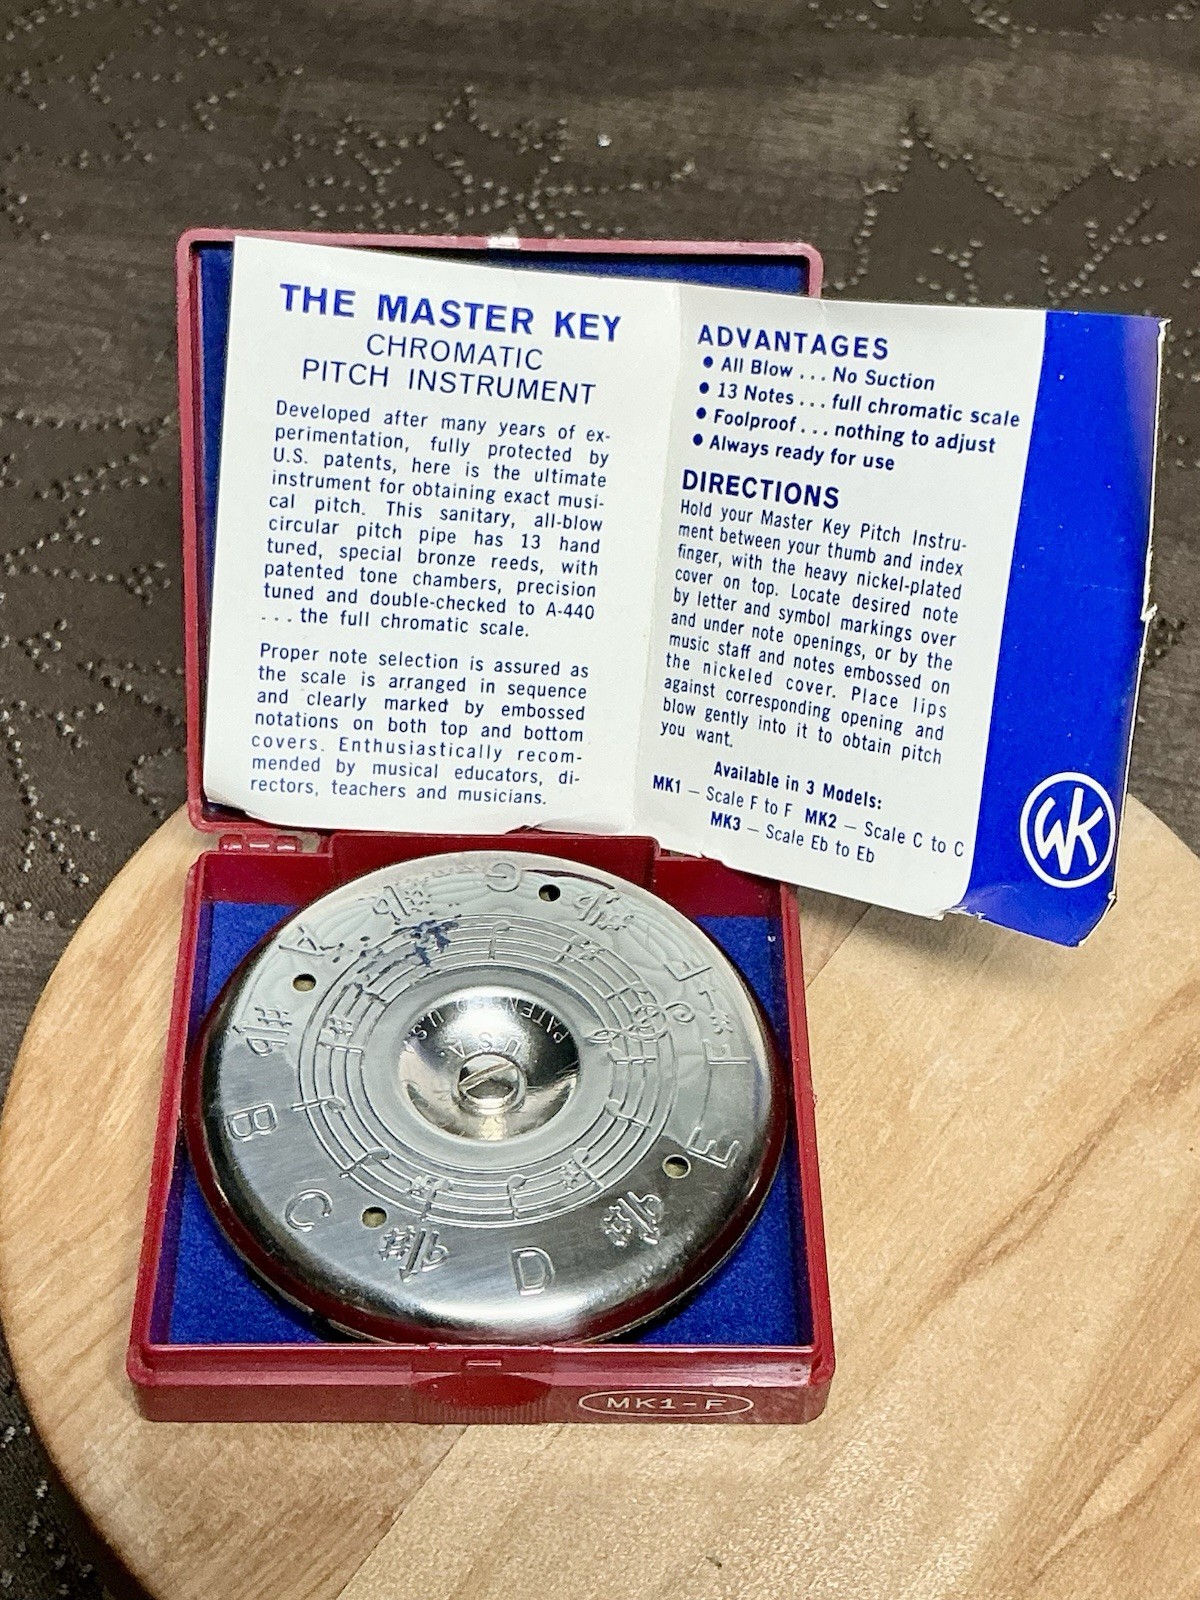 THE MASTER KEY
CHROMATIC
PITCH INSTRUMENT
Developed after many years of ex-
perimentation, fully protected by
U.S. patents, here is the ultimate
instrument for obtaining exact musi-
cal pitch. This sanitary, all-blow
circular pitch pipe has 13 hand
tuned, special bronze reeds, with
patented tone chambers, precision
tuned and double-checked to A-440
... the full chromatic scale.
Proper note selection is assured as
the scale is arranged in sequence
and clearly marked by embossed
notations on both top and bottom
covers. Enthusiastically recom-
mended by musical educators, di-
rectors, teachers and musicians.
ADVANTAGES
● All Blow ... No Suction
● 13 Notes ... full chromatic scale
● Foolproof ... nothing to adjust
● Always ready for use
DIRECTIONS
Hold your Master Key Pitch Instru-
ment between your thumb and index
finger, with the heavy nickel-plated
cover on top. Locate desired note
by letter and symbol markings over
and under note openings, or by the
music staff and notes embossed on
the nickeled cover. Place lips
against corresponding opening and
blow gently into it to obtain pitch
you want.
Available in 3 Models:
MK1 – Scale F to F MK2 – Scale C to C
MK3 – Scale Eb to Eb
WK
G
A
B
C
D
E
F
F
PATENTED U.S.
U.S.A.
MK1-F